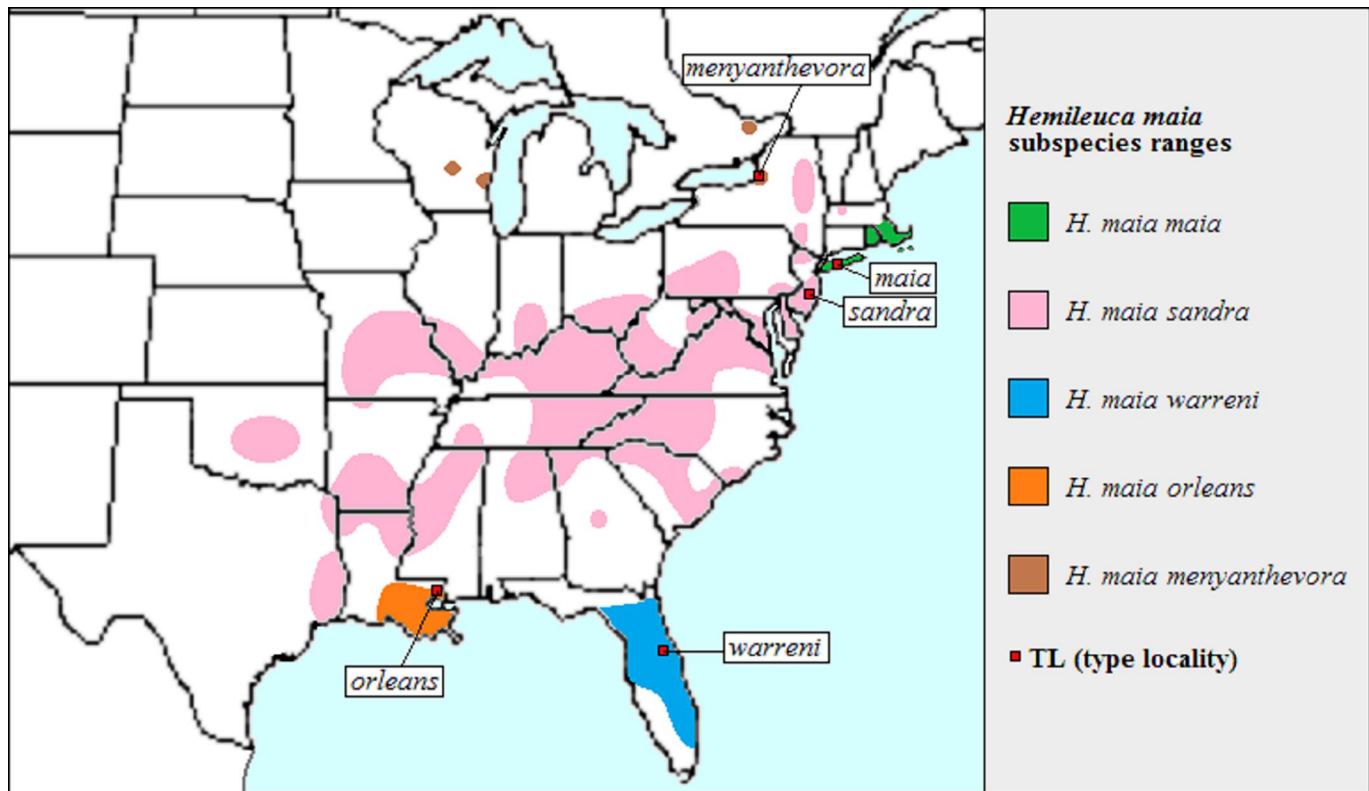 menyanthevora
maia
sandra
orleans
warreni
Hemileuca maia
subspecies ranges
H. maia maia
H. maia sandra
H. maia warreni
H. maia orleans
H. maia menyanthevora
TL (type locality)